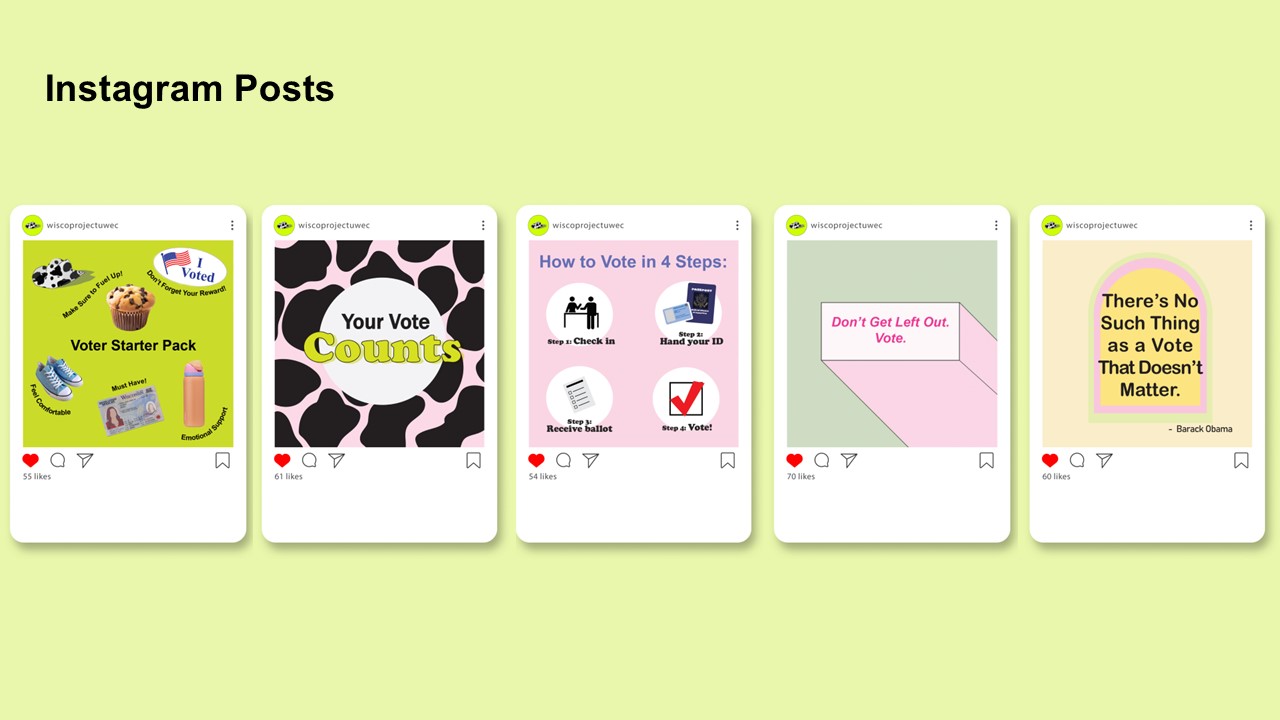 Instagram Posts
wiscoprojectuwec
Make Sure to Fuel Up!
I
Voted
Don't Forget Your Reward!
Voter Starter Pack
Feel Comfortable
Must Have!
Wisconsin
Emotional Support
55 likes
wiscoprojectuwec
Your Vote
Counts
61 likes
wiscoprojectuwec
How to Vote in 4 Steps:
Step 1: Check in
PASSPORT
Step 2:
Hand your ID
Step 3:
Receive ballot
Step 4: Vote!
54 likes
wiscoprojectuwec
Don't Get Left Out.
Vote.
70 likes
wiscoprojectuwec
There's No
Such Thing
as a Vote
That Doesn't
Matter.
- Barack Obama
60 likes